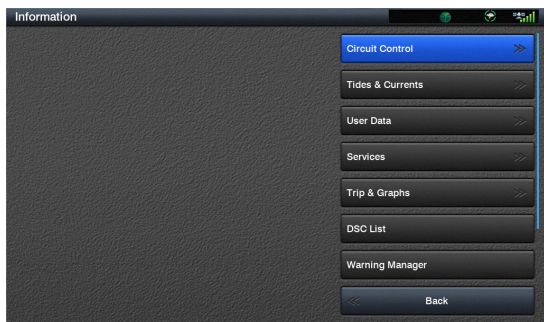 Information
Circuit Control
Tides & Currents
User Data
Services
Trip & Graphs
DSC List
Warning Manager
Back